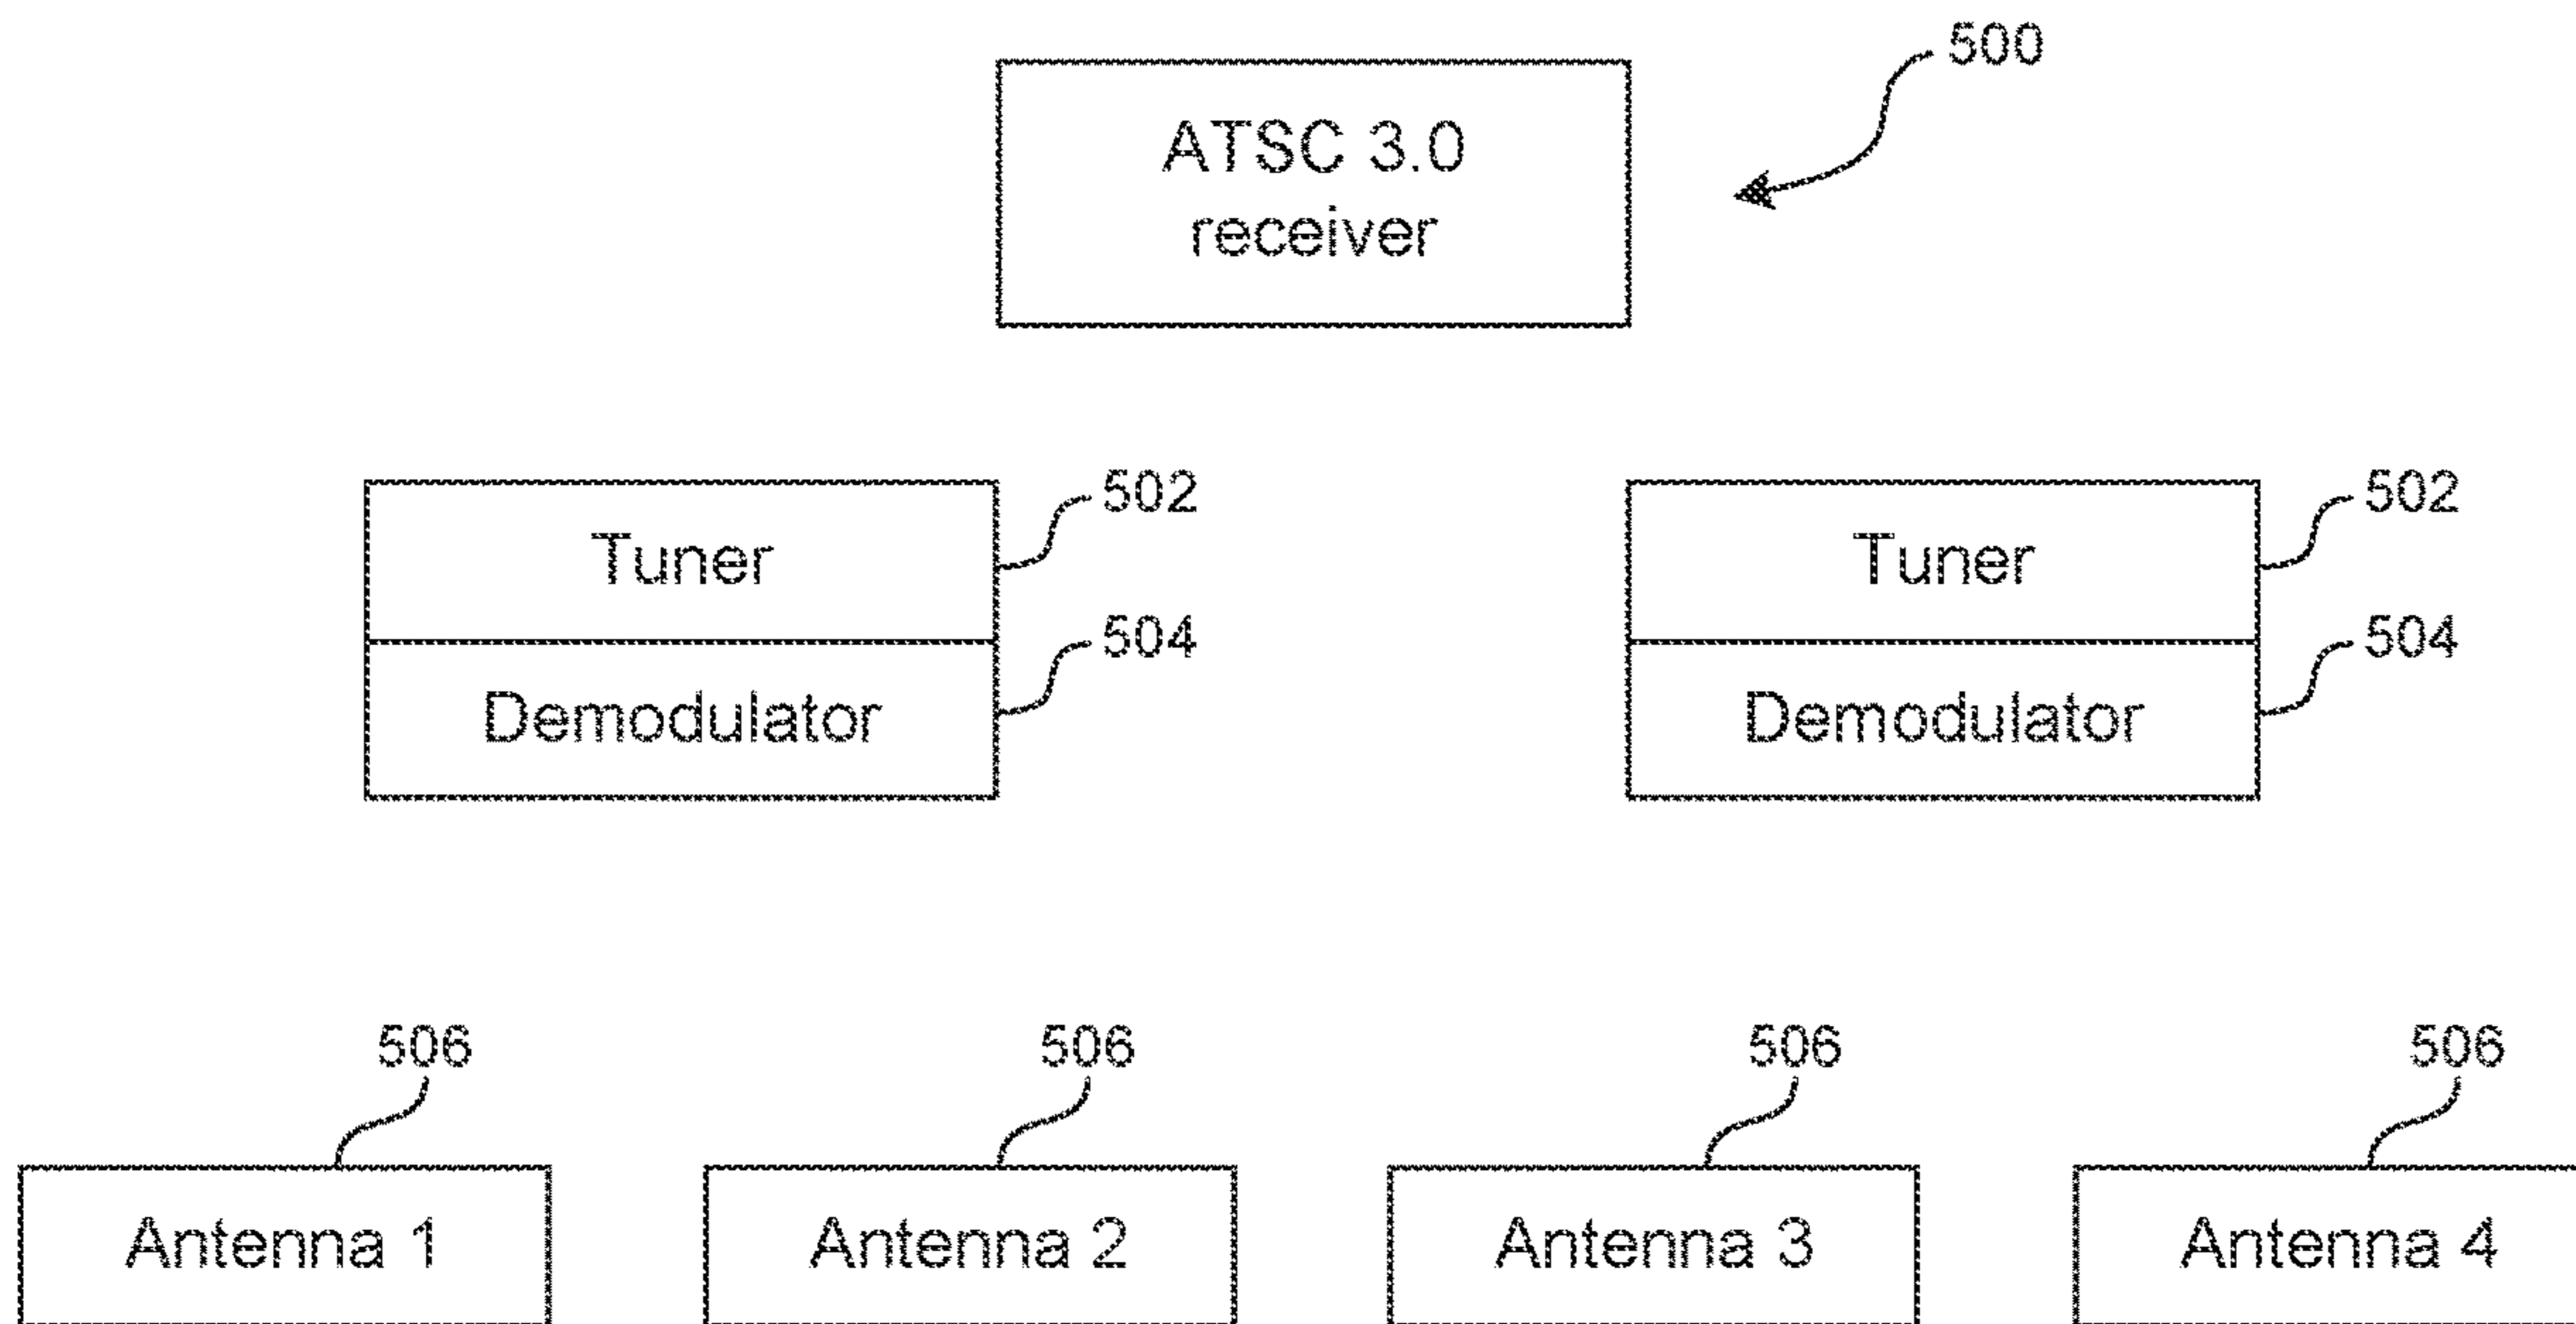 500
ATSC 3.0
receiver
502
Tuner
504
Demodulator
502
Tuner
504
Demodulator
506
506
506
506
Antenna 1
Antenna 2
Antenna 3
Antenna 4